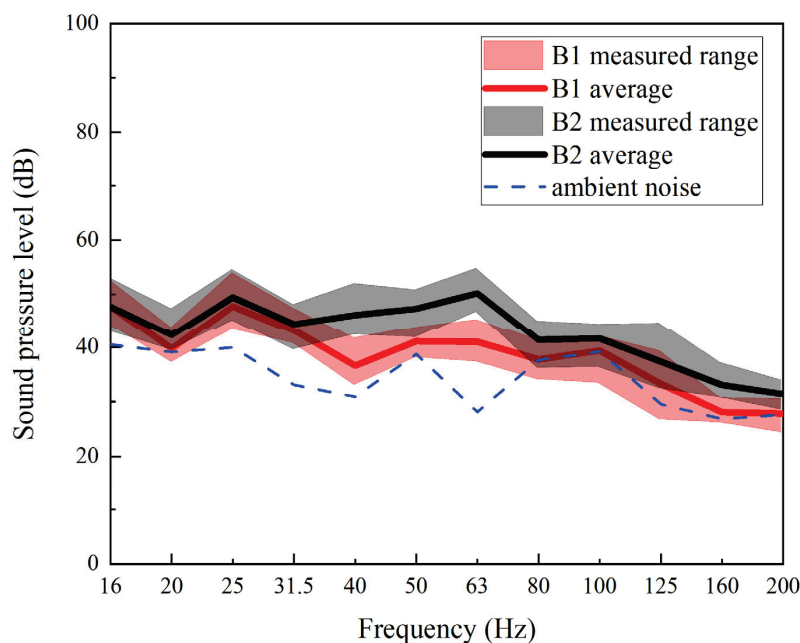 100
80
60
40
20
0
B1 measured range
B1 average
B2 measured range
B2 average
ambient noise
Sound pressure level (dB)
16 20 25 31.5 40 50 63 80 100 125 160 200
Frequency (Hz)